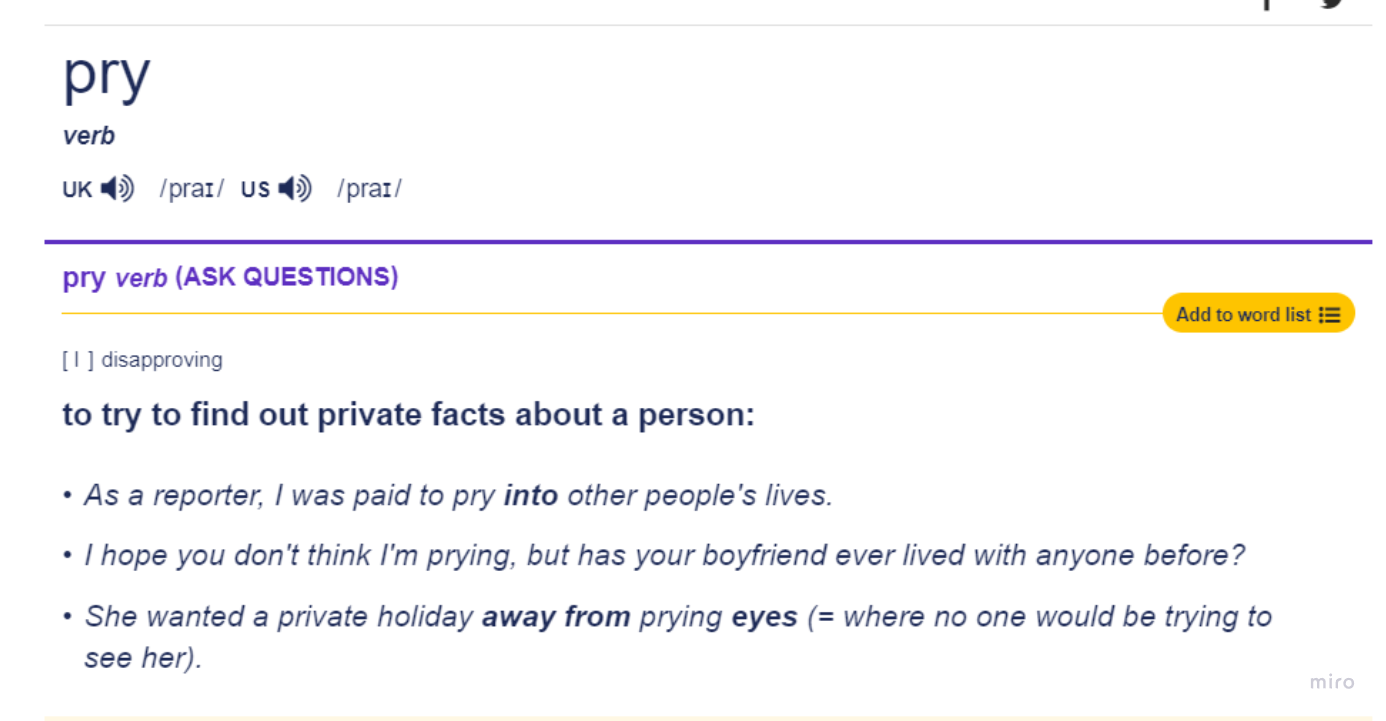 pry
verb
UK /praɪ/ US /praɪ/
pry verb (ASK QUESTIONS)
Add to word list
[ I ] disapproving
to try to find out private facts about a person:
• As a reporter, I was paid to pry into other people's lives.
• I hope you don't think I'm prying, but has your boyfriend ever lived with anyone before?
• She wanted a private holiday away from prying eyes (= where no one would be trying to
see her).
miro